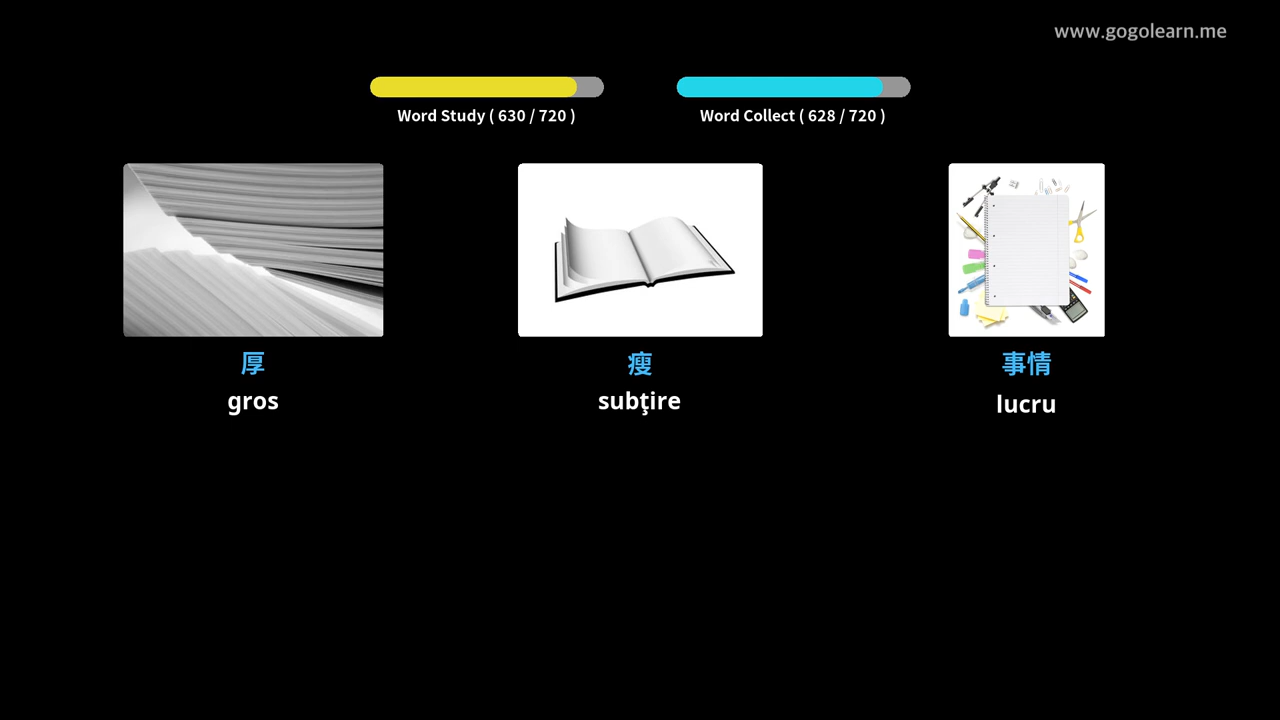 www.gogolearn.me
Word Study ( 630 / 720 )
Word Collect ( 628 / 720 )
厚
瘦
事情
gros
subţire
lucru